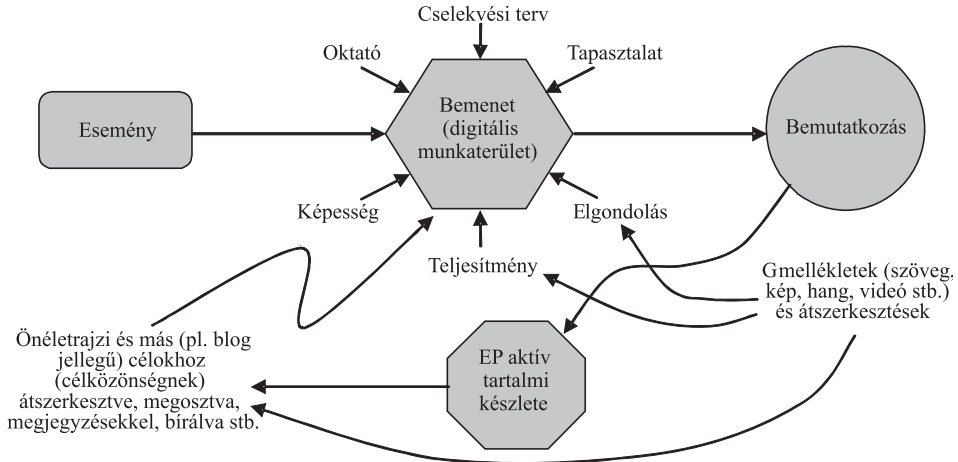 Cselekvési terv
Oktató
Tapasztalat
Esemény
Bemenet
(digitális
munkaterület)
Bemutatkozás
Képesség
Elgondolás
Teljesítmény
Gmellékletek (szöveg,
kép, hang, videó stb.)
és átszerkesztések
Önéletrajzi és más (pl. blog
jellegű) célokhoz
(célközönségnek)
átszerkesztve, megosztva,
megjegyzésekkel, bírálva stb.
EP aktív
tartalmi
készlete